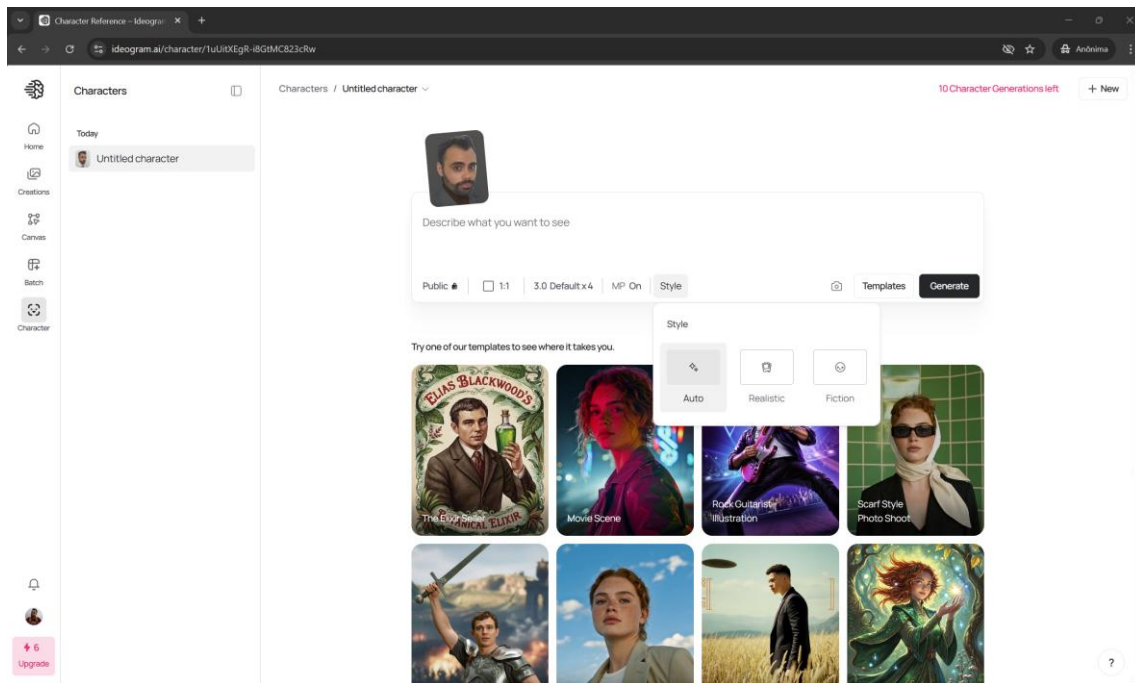 Character Reference – Ideogram
ideogram.ai/character/1uUitXEgR-i8GtMC823cRw
Anônima
Characters
Characters / Untitled character
10 Character Generations left
+ New
Home
Today
Untitled character
Creations
Canvas
Batch
Character
Describe what you want to see
Public
1:1
3.0 Default x 4
MP On
Style
Templates
Generate
Style
Auto
Realistic
Fiction
Try one of our templates to see where it takes you.
ELIAS BLACKWOOD'S
BOTANICAL ELIXIR
The Elixir Seller
Movie Scene
Rock Guitarist
Illustration
Scarf Style
Photo Shoot
6
Upgrade
?